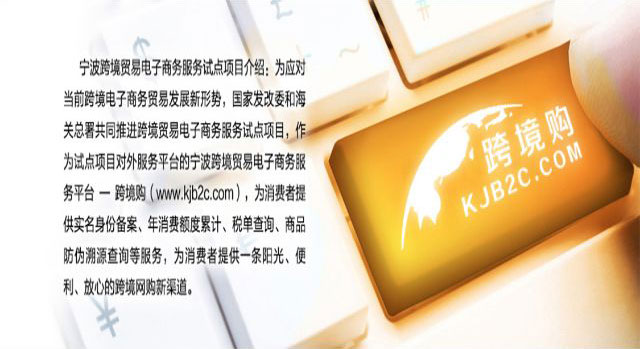 宁波跨境贸易电子商务服务试点项目介绍：为应对
当前跨境电子商务贸易发展新形势，国家发改委和海
关总署共同推进跨境贸易电子商务服务试点项目，作
为试点项目对外服务平台的宁波跨境贸易电子商务服
务平台 — 跨境购（www.kjb2c.com），为消费者提
供实名身份备案、年消费额度累计、税单查询、商品
防伪溯源查询等服务，为消费者提供一条阳光、便
利、放心的跨境网购新渠道。
跨境购
KJB2C.COM
¥